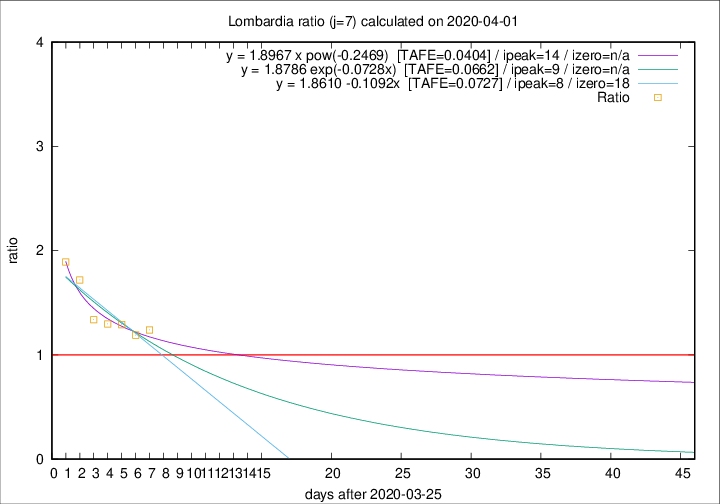 Lombardia ratio (j=7) calculated on 2020-04-01
y = 1.8967 x pow(-0.2469)  [TAFE=0.0404] / ipeak=14 / izero=n/a
y = 1.8786 exp(-0.0728x)  [TAFE=0.0662] / ipeak=9 / izero=n/a
y = 1.8610 -0.1092x  [TAFE=0.0727] / ipeak=8 / izero=18
Ratio
4
3
2
1
0
ratio
0 1 2 3 4 5 6 7 8 9 10 11 12 13 14 15 20 25 30 35 40 45
days after 2020-03-25